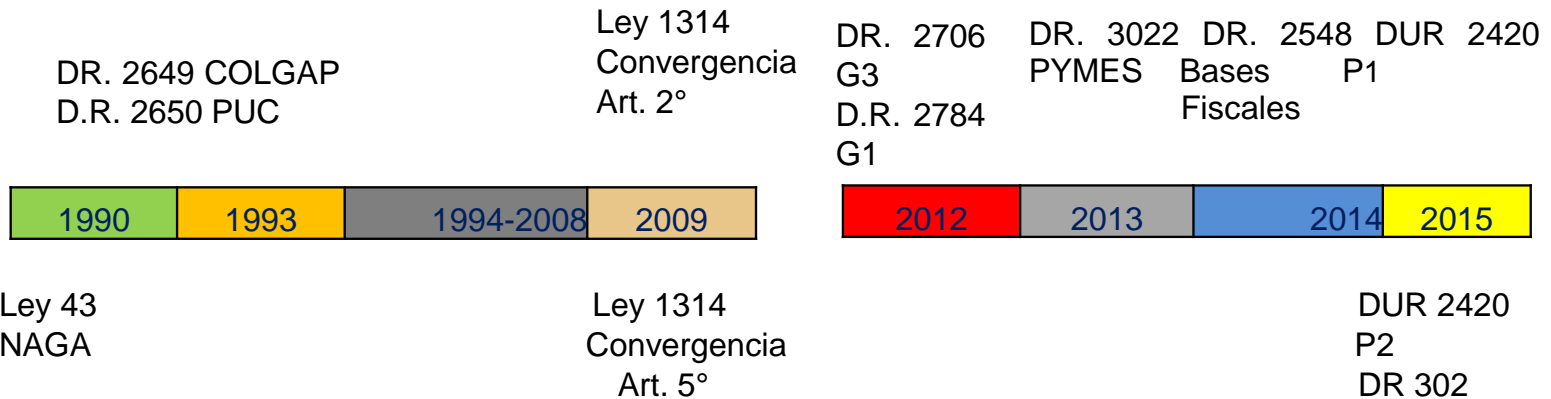 DR. 2649 COLGAP
D.R. 2650 PUC
Ley 1314
Convergencia
Art. 2°
DR. 2706
G3
D.R. 2784
G1
DR. 3022 DR. 2548 DUR 2420
PYMES Bases P1
Fiscales
1990 1993 1994-2008 2009 2012 2013 2014 2015
Ley 43
NAGA
Ley 1314
Convergencia
Art. 5°
DUR 2420
P2
DR 302